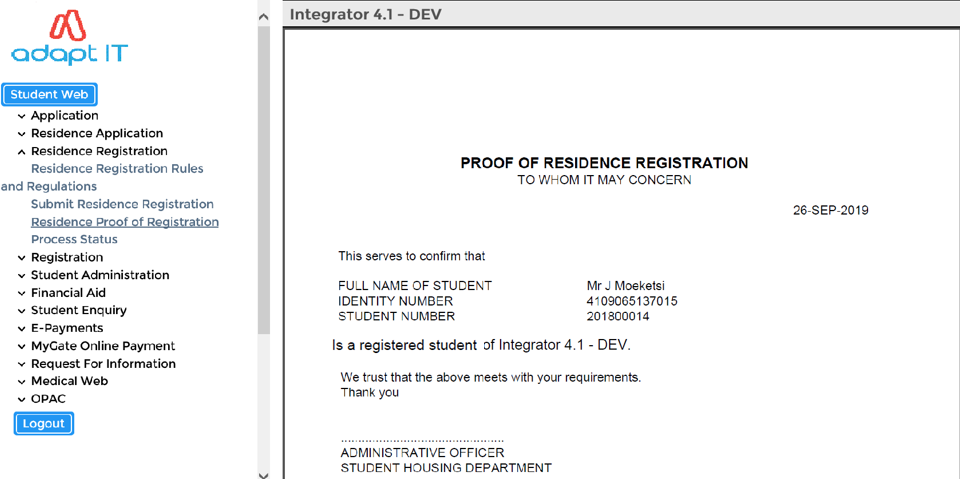 adapt IT
Student Web
Application
Residence Application
Residence Registration
Residence Registration Rules
and Regulations
Submit Residence Registration
Residence Proof of Registration
Process Status
Registration
Student Administration
Financial Aid
Student Enquiry
E-Payments
MyGate Online Payment
Request For Information
Medical Web
OPAC
Logout
Integrator 4.1 - DEV
PROOF OF RESIDENCE REGISTRATION
TO WHOM IT MAY CONCERN
26-SEP-2019
This serves to confirm that
FULL NAME OF STUDENT Mr J Moeketsi
IDENTITY NUMBER 4109065137015
STUDENT NUMBER 201800014
Is a registered student of Integrator 4.1 - DEV.
We trust that the above meets with your requirements.
Thank you
................................................
ADMINISTRATIVE OFFICER
STUDENT HOUSING DEPARTMENT